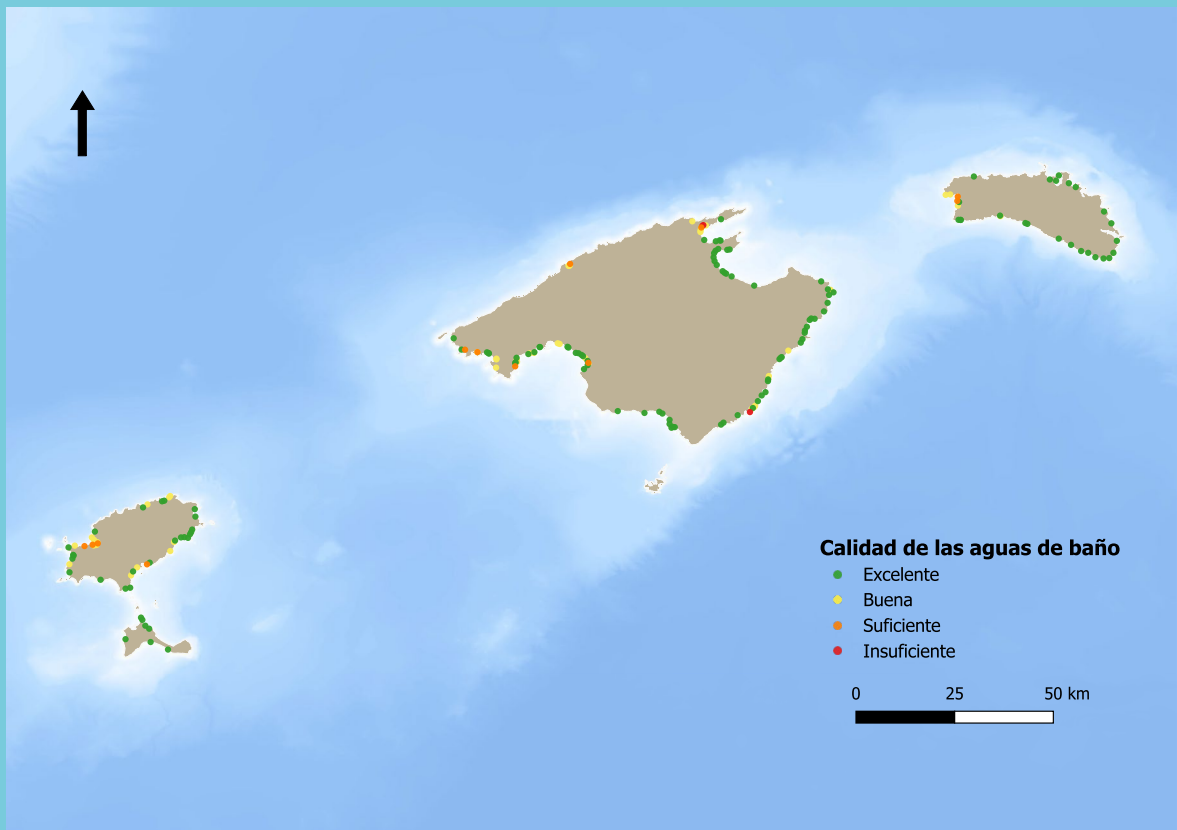 Calidad de las aguas de baño
Excelente
Buena
Suficiente
Insuficiente
0 25 50 km